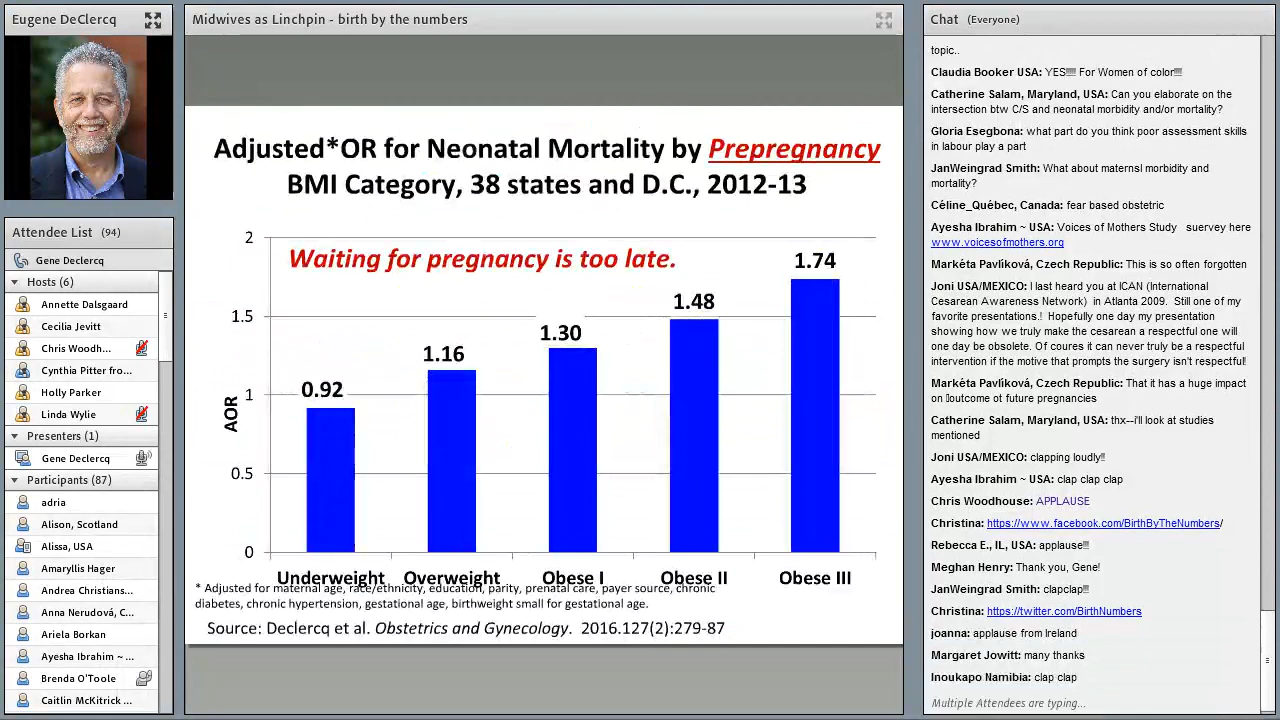 Eugene DeClercq
Attendee List (94)
Gene Declercq
Hosts (6)
Annette Dalsgaard
Cecilia Jevitt
Chris Woodh...
Cynthia Pitter fro...
Holly Parker
Linda Wylie
Presenters (1)
Gene Declercq
Participants (87)
adria
Alison, Scotland
Alissa, USA
Amaryllis Hager
Andrea Christians...
Anna Nerudová, C...
Ariela Borkan
Ayesha Ibrahim ~ ...
Brenda O'Toole
Caitlin McKitrick ...
Midwives as Linchpin - birth by the numbers
Adjusted*OR for Neonatal Mortality by Prepregnancy
BMI Category, 38 states and D.C., 2012-13
Waiting for pregnancy is too late.
2
1.5
1
0.5
0
AOR
0.92
1.16
1.30
1.48
1.74
Underweight Overweight Obese I Obese II Obese III
* Adjusted for maternal age, race/ethnicity, education, parity, prenatal care, payer source, chronic
diabetes, chronic hypertension, gestational age, birthweight small for gestational age.
Source: Declercq et al. Obstetrics and Gynecology. 2016.127(2):279-87
Chat (Everyone)
topic..
Claudia Booker USA: YES!!!! For Women of color!!!!
Catherine Salam, Maryland, USA: Can you elaborate on the
intersection btw C/S and neonatal morbidity and/or mortality?
Gloria Esegbona: what part do you think poor assessment skills
in labour play a part
JanWeingrad Smith: What about maternsl morbidity and
mortality?
Céline_Québec, Canada: fear based obstetric
Ayesha Ibrahim ~ USA: Voices of Mothers Study suervey here
www.voicesofmothers.org
Markéta Pavlíková, Czech Republic: This is so often forgotten
Joni USA/MEXICO: I last heard you at ICAN (International
Cesarean Awareness Network) in Atlanta 2009. Still one of my
favorite presentations.! Hopefully one day my presentation
showing how we truly make the cesarean a respectful one will
one day be obsolete. Of coures it can never truly be a respectful
intervention if the motive that prompts the surgery isn't respectful!
Markéta Pavlíková, Czech Republic: That it has a huge impact
on outcome of future pregnancies
Catherine Salam, Maryland, USA: thx--i'll look at studies
mentioned
Joni USA/MEXICO: clapping loudly!!
Ayesha Ibrahim ~ USA: clap clap clap
Chris Woodhouse: APPLAUSE
Christina: https://www.facebook.com/BirthByTheNumbers/
Rebecca E., IL, USA: applause!!!
Meghan Henry: Thank you, Gene!
JanWeingrad Smith: clapclap!!!
Christina: https://twitter.com/BirthNumbers
joanna: applause from Ireland
Margaret Jowitt: many thanks
Inoukapo Namibia: clap clap
Multiple Attendees are typing...